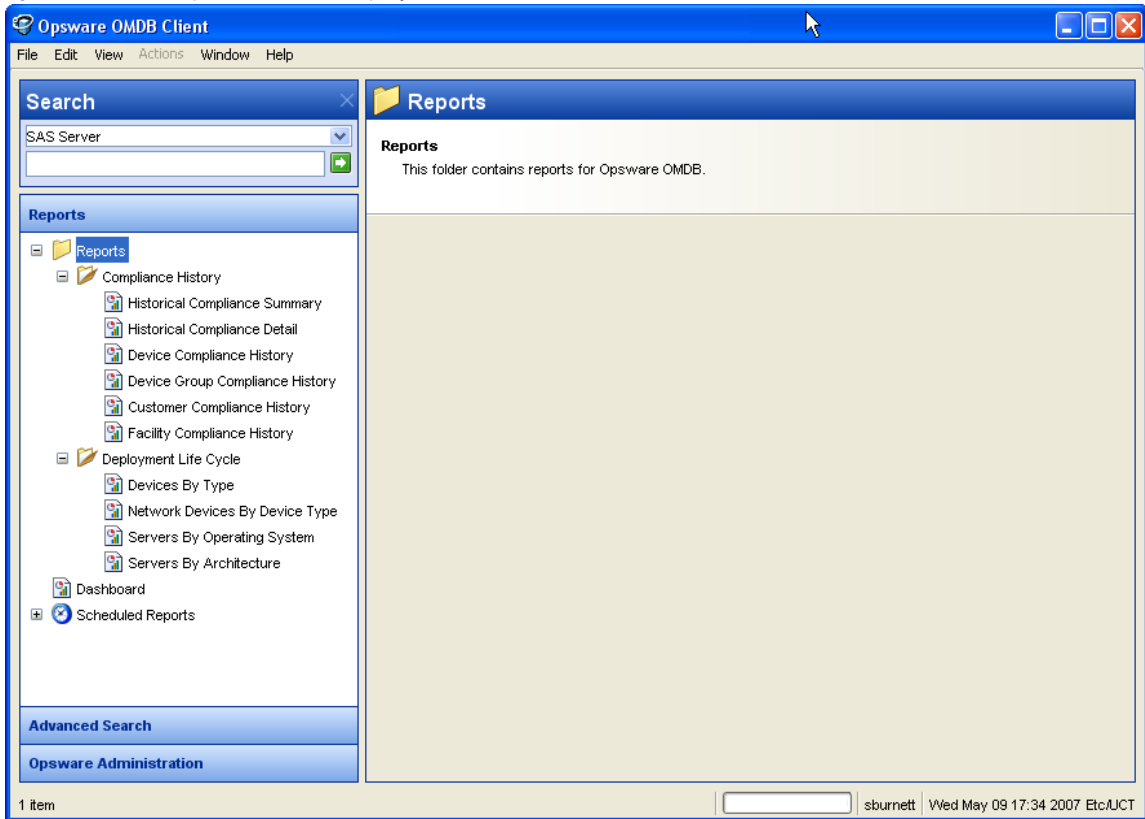 Opsware OMDB Client
File Edit View Actions Window Help
Search
SAS Server
Reports
Reports
Compliance History
Historical Compliance Summary
Historical Compliance Detail
Device Compliance History
Device Group Compliance History
Customer Compliance History
Facility Compliance History
Deployment Life Cycle
Devices By Type
Network Devices By Device Type
Servers By Operating System
Servers By Architecture
Dashboard
Scheduled Reports
Advanced Search
Opsware Administration
Reports
Reports
This folder contains reports for Opsware OMDB.
1 item
sburnett Wed May 09 17:34 2007 Etc/UCT